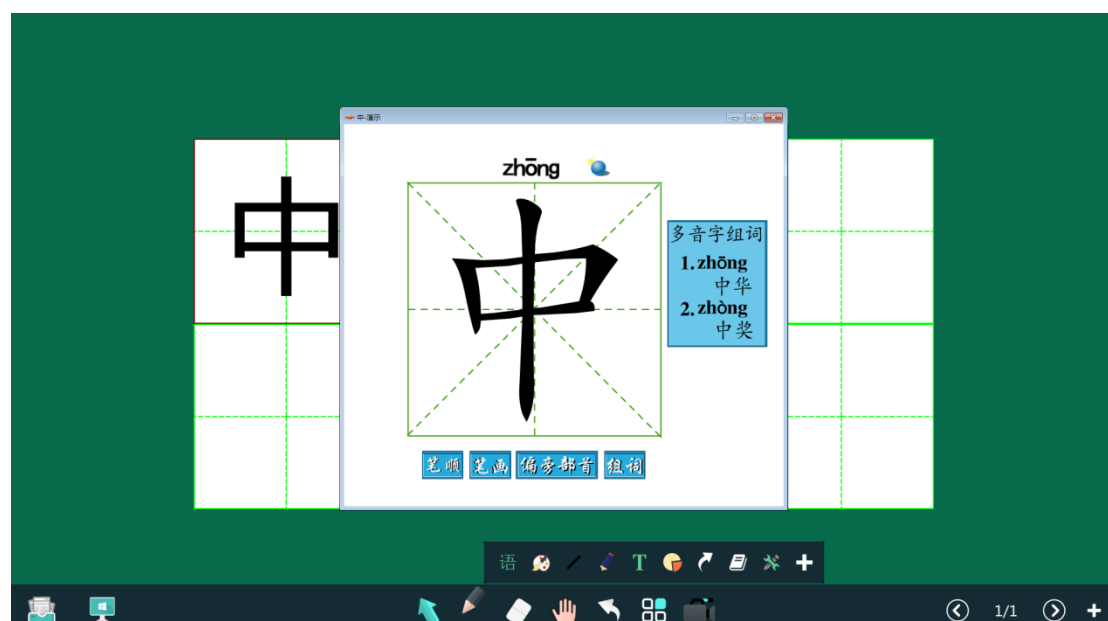 中-演示
zhōng
中
中
多音字组词
1.zhōng
中华
2.zhòng
中奖
笔顺 笔画 偏旁部首 组词
语 T
1/1